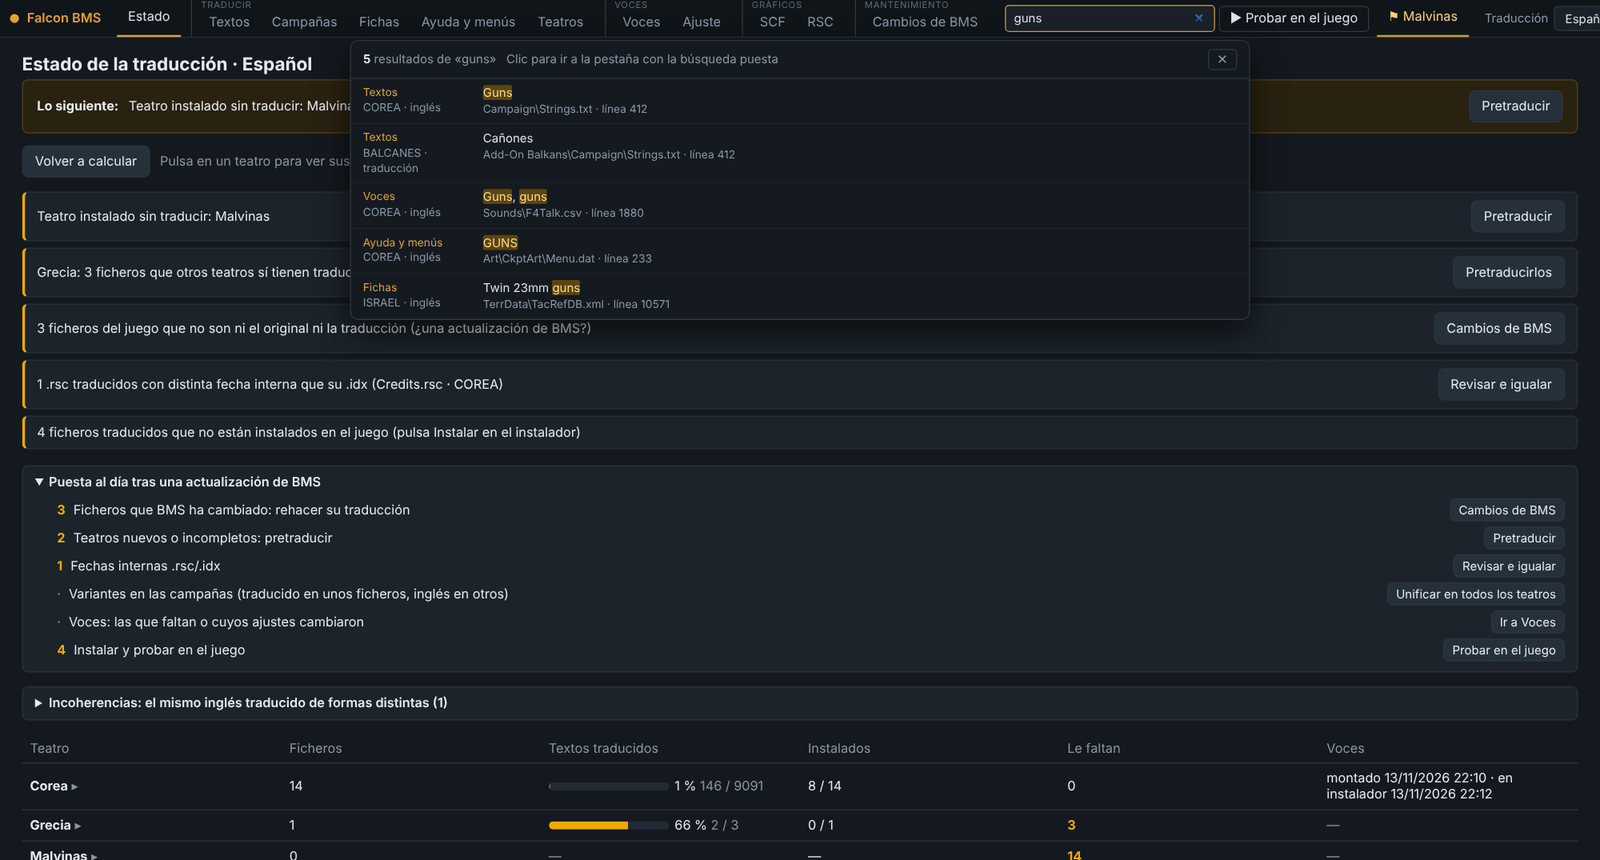 Falcon BMS
Estado
TRADUCIR
Textos
Campañas
Fichas
Ayuda y menús
Teatros
VOCES
Voces
Ajuste
GRÁFICOS
SCF
RSC
MANTENIMIENTO
Cambios de BMS
guns
×
▶ Probar en el juego
⚑ Malvinas
Traducción
Españ
Estado de la traducción · Español
Lo siguiente: Teatro instalado sin traducir: Malvina
Pretraducir
Volver a calcular
Pulsa en un teatro para ver sus
5 resultados de «guns» Clic para ir a la pestaña con la búsqueda puesta
✕
Textos
COREA · inglés
Guns
Campaign\Strings.txt · línea 412
Textos
BALCANES ·
traducción
Cañones
Add-On Balkans\Campaign\Strings.txt · línea 412
Voces
COREA · inglés
Guns, guns
Sounds\F4Talk.csv · línea 1880
Ayuda y menús
COREA · inglés
GUNS
Art\CkptArt\Menu.dat · línea 233
Fichas
ISRAEL · inglés
Twin 23mm guns
TerrData\TacRefDB.xml · línea 10571
Teatro instalado sin traducir: Malvinas
Pretraducir
Grecia: 3 ficheros que otros teatros sí tienen traduc
Pretraducirlos
3 ficheros del juego que no son ni el original ni la traducción (¿una actualización de BMS?)
Cambios de BMS
1 .rsc traducidos con distinta fecha interna que su .idx (Credits.rsc · COREA)
Revisar e igualar
4 ficheros traducidos que no están instalados en el juego (pulsa Instalar en el instalador)
▼ Puesta al día tras una actualización de BMS
3 Ficheros que BMS ha cambiado: rehacer su traducción
Cambios de BMS
2 Teatros nuevos o incompletos: pretraducir
Pretraducir
1 Fechas internas .rsc/.idx
Revisar e igualar
· Variantes en las campañas (traducido en unos ficheros, inglés en otros)
Unificar en todos los teatros
· Voces: las que faltan o cuyos ajustes cambiaron
Ir a Voces
4 Instalar y probar en el juego
Probar en el juego
▶ Incoherencias: el mismo inglés traducido de formas distintas (1)
Teatro
Ficheros
Textos traducidos
Instalados
Le faltan
Voces
Corea ▸
14
1 % 146 / 9091
8 / 14
0
montado 13/11/2026 22:10 · en
instalador 13/11/2026 22:12
Grecia ▸
1
66 % 2 / 3
0 / 1
3
—
Malvinas ▸
0
—
—
14
—